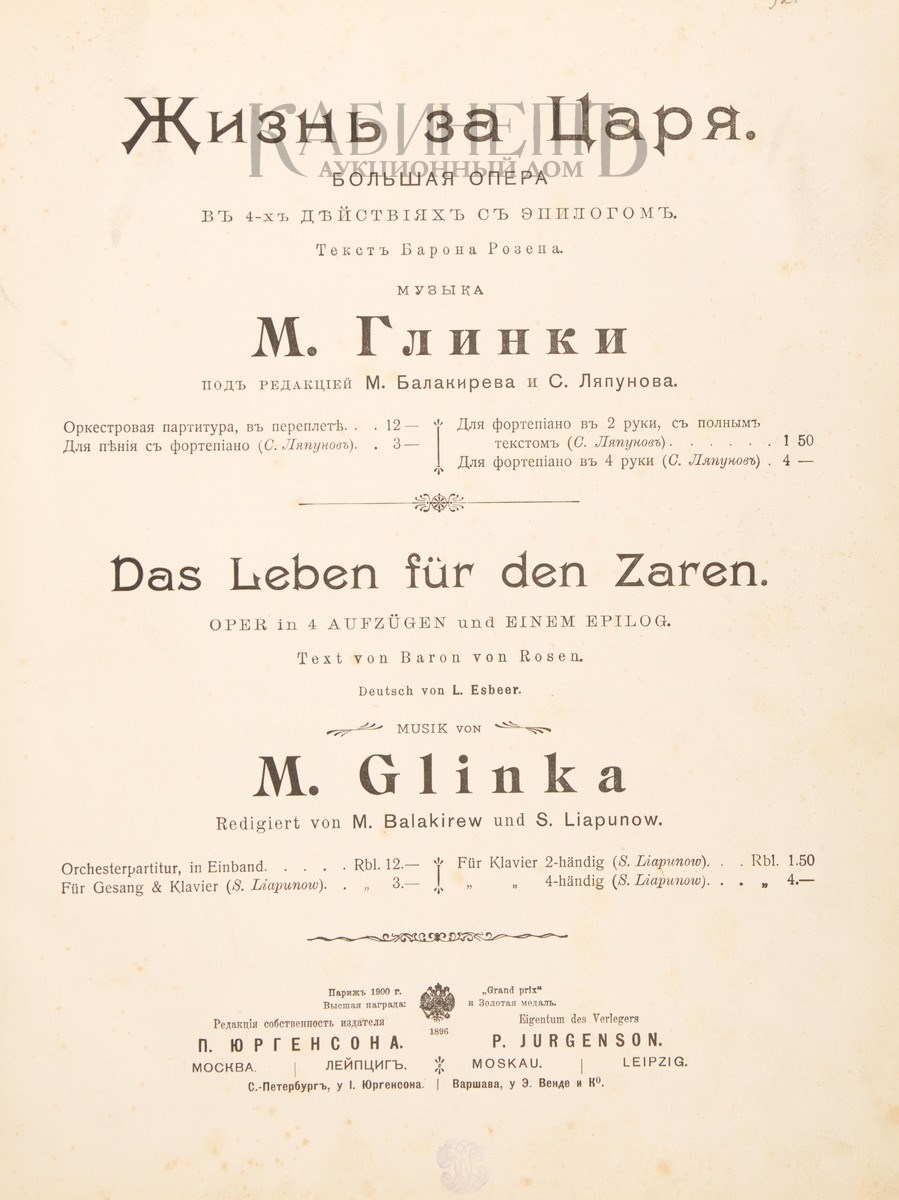 Жизнь за Царя.
КАБИНЕТЪ
АУКЦИОННЫЙ ДОМ
БОЛЬШАЯ ОПЕРА
ВЪ 4-хъ ДѢЙСТВІЯХЪ СЪ ЭПИЛОГОМЪ.
Текстъ Барона Розена.
МУЗЫКА
М. Глинки
ПОДЪ РЕДАКЦІЕЙ М. Балакирева и С. Ляпунова.
Оркестровая партитура, въ переплетѣ. . . 12 —
Для пѣнія съ фортепіано (С. Ляпуновъ). . 3 —
Для фортепіано въ 2 руки, съ полнымъ
текстомъ (С. Ляпуновъ) . . . . . . 1 50
Для фортепіано въ 4 руки (С. Ляпуновъ) . 4 —
Das Leben für den Zaren.
OPER in 4 AUFZÜGEN und EINEM EPILOG.
Text von Baron von Rosen.
Deutsch von L. Esbeer.
MUSIK VON
M. Glinka
Redigiert von M. Balakirew und S. Liapunow.
Orchesterpartitur, in Einband. . . . . Rbl. 12.—
Für Gesang & Klavier (S. Liapunow). . „ 3.—
Für Klavier 2-händig (S. Liapunow). . . Rbl. 1.50
„ „ 4-händig (S. Liapunow). . . „ 4.—
Парижъ 1900 г. „Grand prix“
Высшая награда: и Золотая медаль.
Редакція собственность издателя
Eigentum des Verlegers
1896
П. ЮРГЕНСОНА. P. JURGENSON.
МОСКВА. | ЛЕЙПЦИГЪ. MOSKAU. | LEIPZIG.
С.-Петербургъ, у І. Юргенсона. | Варшава, у Э. Венде и Ко.